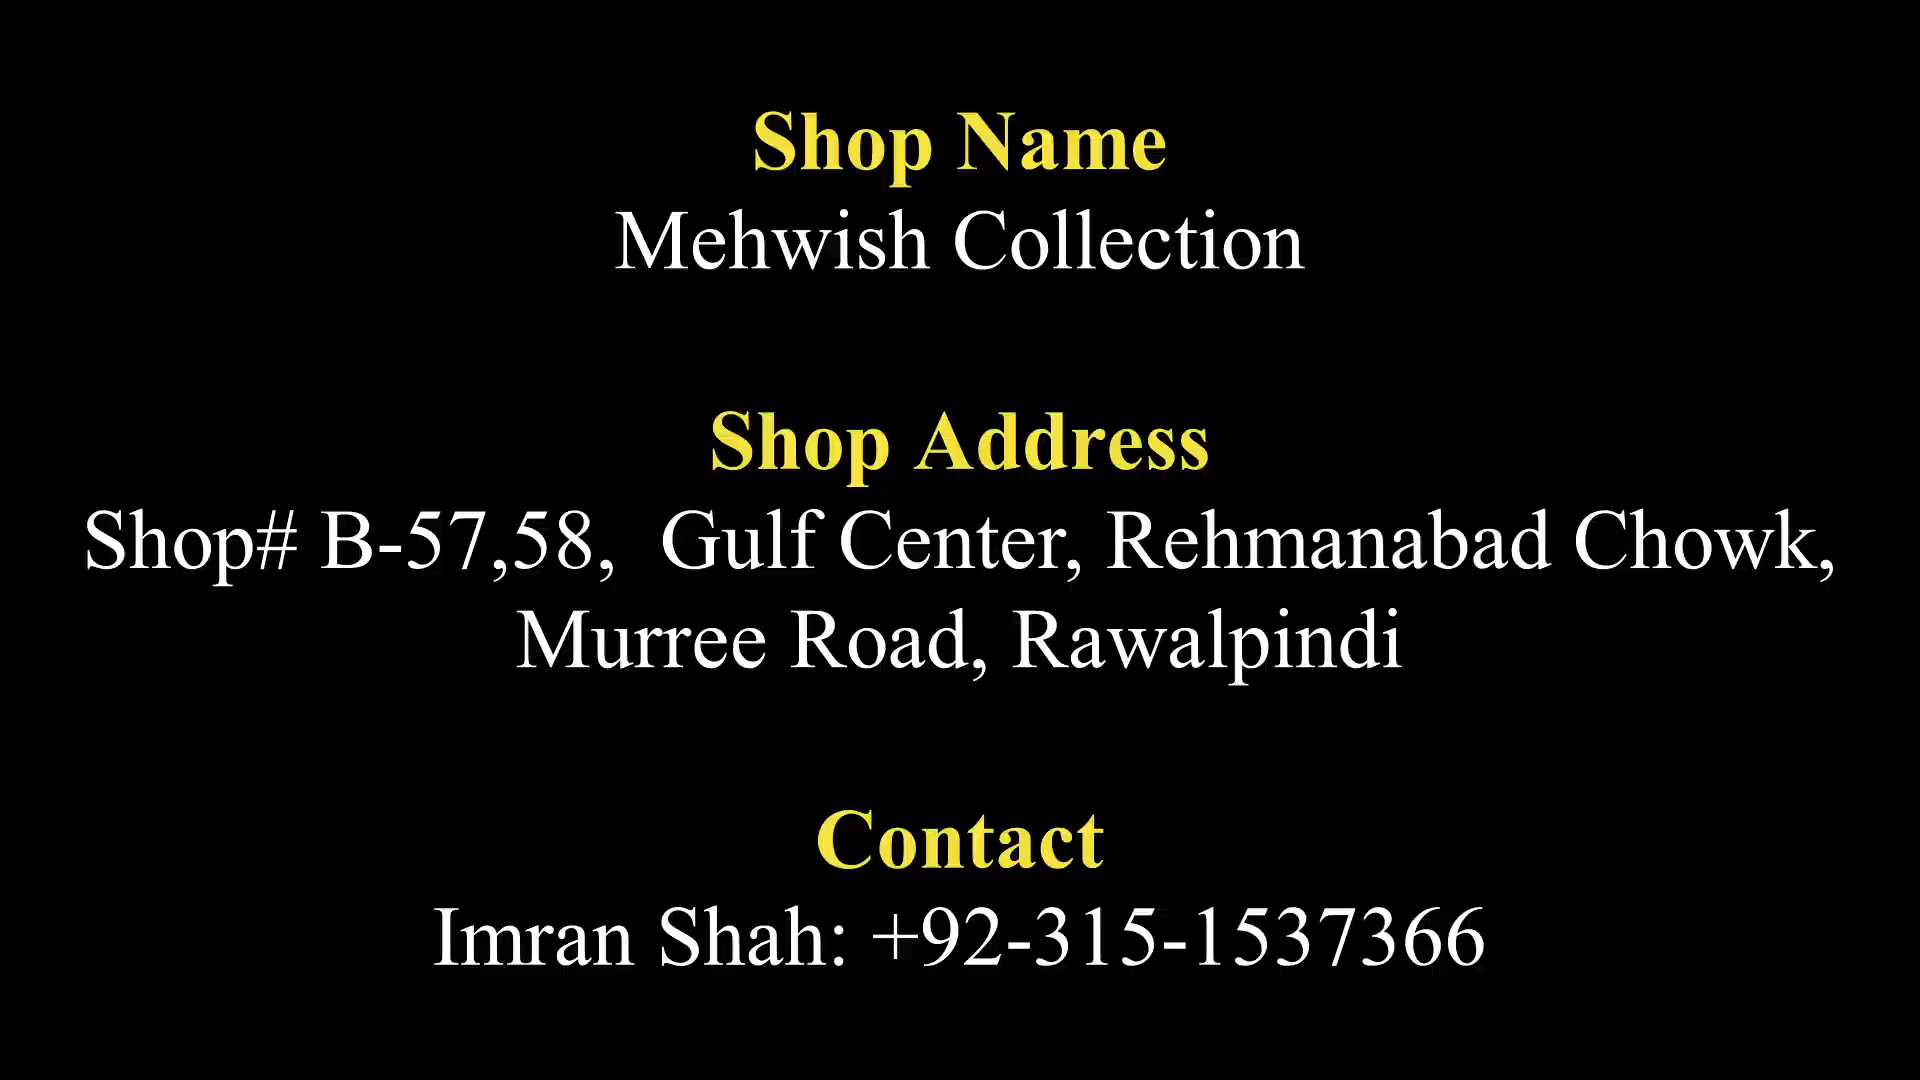 Shop Name
Mehwish Collection
Shop Address
Shop# B-57,58,  Gulf Center, Rehmanabad Chowk,
Murree Road, Rawalpindi
Contact
Imran Shah: +92-315-1537366